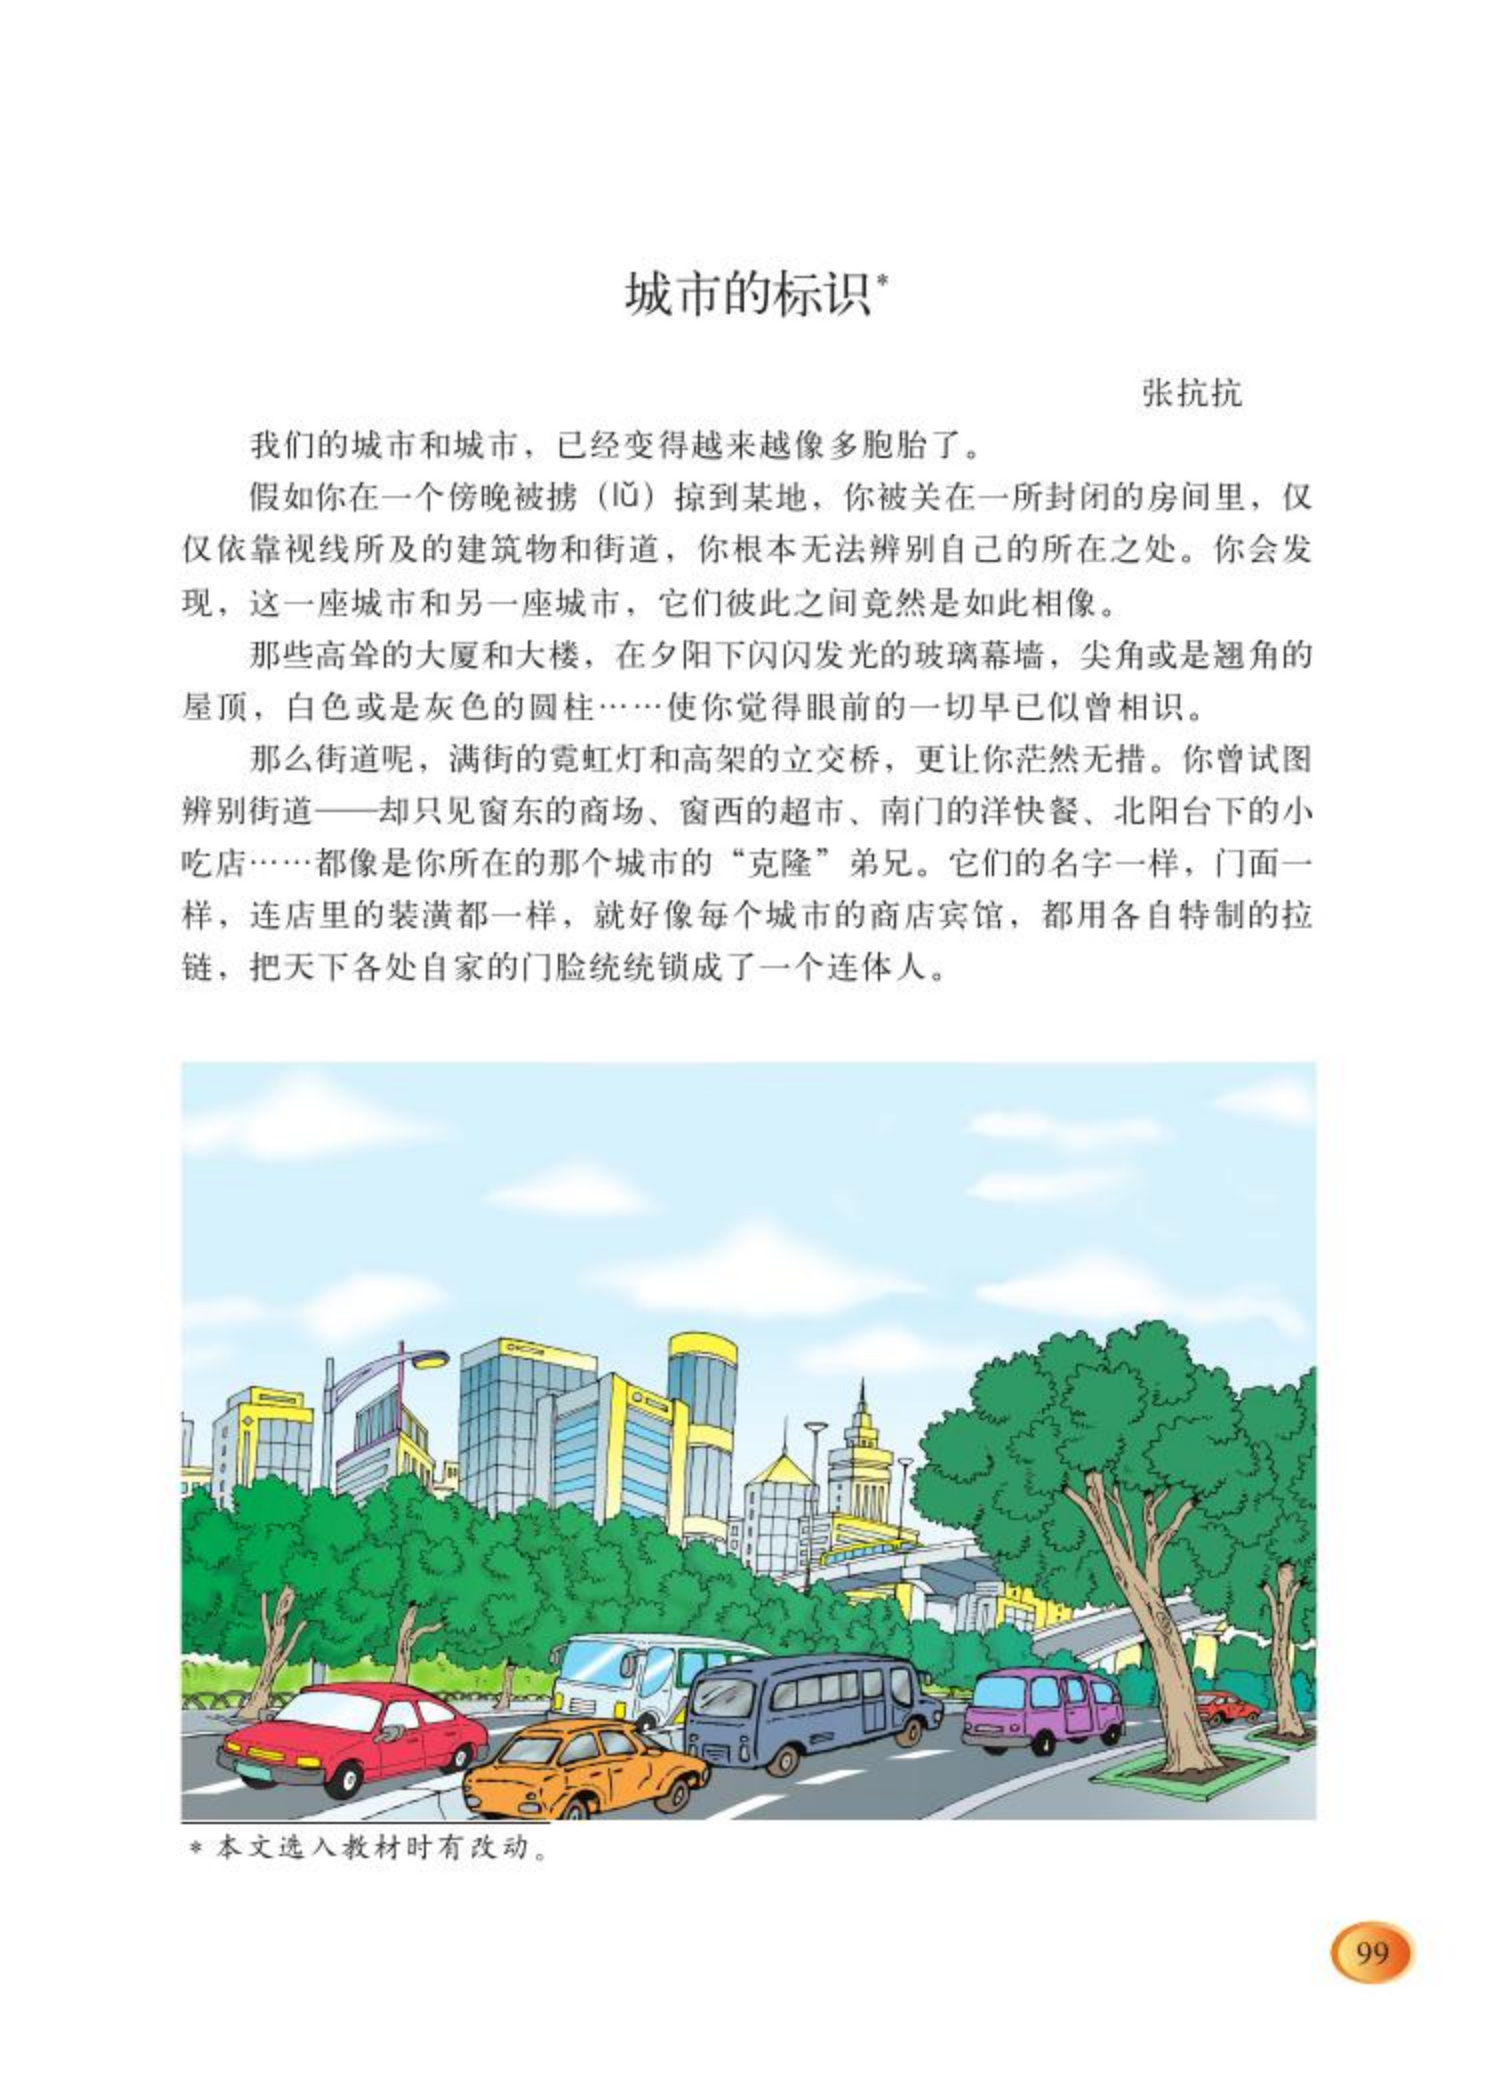 城市的标识*
张抗抗
我们的城市和城市，已经变得越来越像多胞胎了。
假如你在一个傍晚被掳（lǔ）掠到某地，你被关在一所封闭的房间里，仅
仅依靠视线所及的建筑物和街道，你根本无法辨别自己的所在之处。你会发
现，这一座城市和另一座城市，它们彼此之间竟然是如此相像。
那些高耸的大厦和大楼，在夕阳下闪闪发光的玻璃幕墙，尖角或是翘角的
屋顶，白色或是灰色的圆柱……使你觉得眼前的一切早已似曾相识。
那么街道呢，满街的霓虹灯和高架的立交桥，更让你茫然无措。你曾试图
辨别街道——却只见窗东的商场、窗西的超市、南门的洋快餐、北阳台下的小
吃店……都像是你所在的那个城市的“克隆”弟兄。它们的名字一样，门面一
样，连店里的装潢都一样，就好像每个城市的商店宾馆，都用各自特制的拉
链，把天下各处自家的门脸统统锁成了一个连体人。
* 本文选入教材时有改动。
99